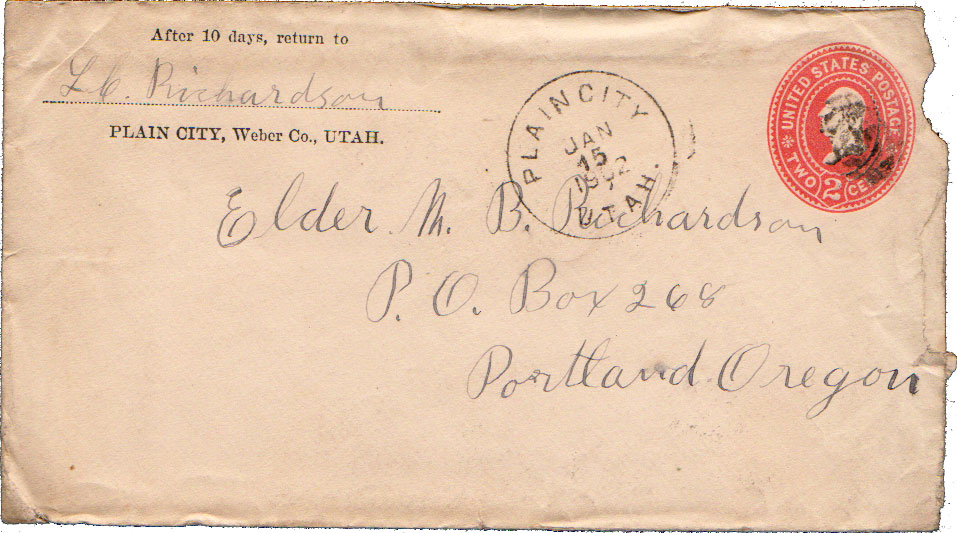 After 10 days, return to
L C. Richardson
PLAIN CITY, Weber Co., UTAH.
PLAIN CITY
JAN
15
1902
UTAH.
UNITED STATES POSTAGE
TWO 2 CENTS
Elder M. B. Richardson
P. O. Box 268
Portland Oregon